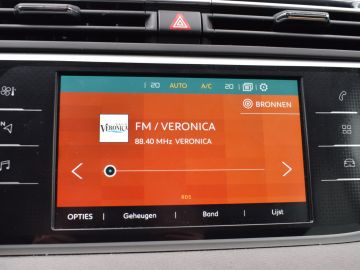 20 AUTO A/C 20
BRONNEN
VERONICA
FM / VERONICA
88.40 MHz VERONICA
RDS
OPTIES Geheugen Band Lijst